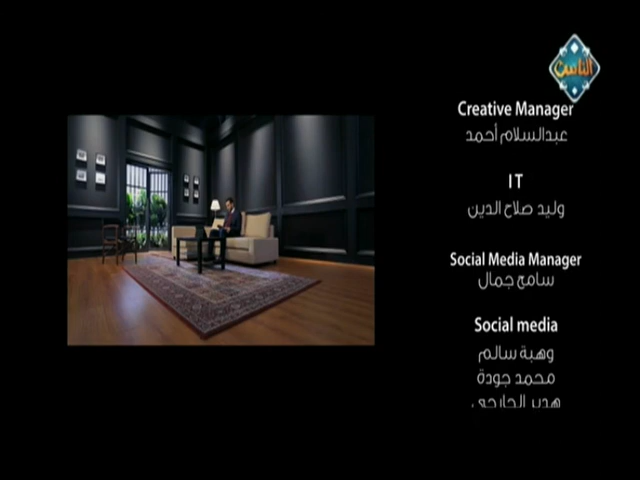 الناس
Creative Manager
عبدالسلام أحمد
IT
وليد صلاح الدين
Social Media Manager
سامح جمال
Social media
وهبة سالم
محمد جودة
هدير